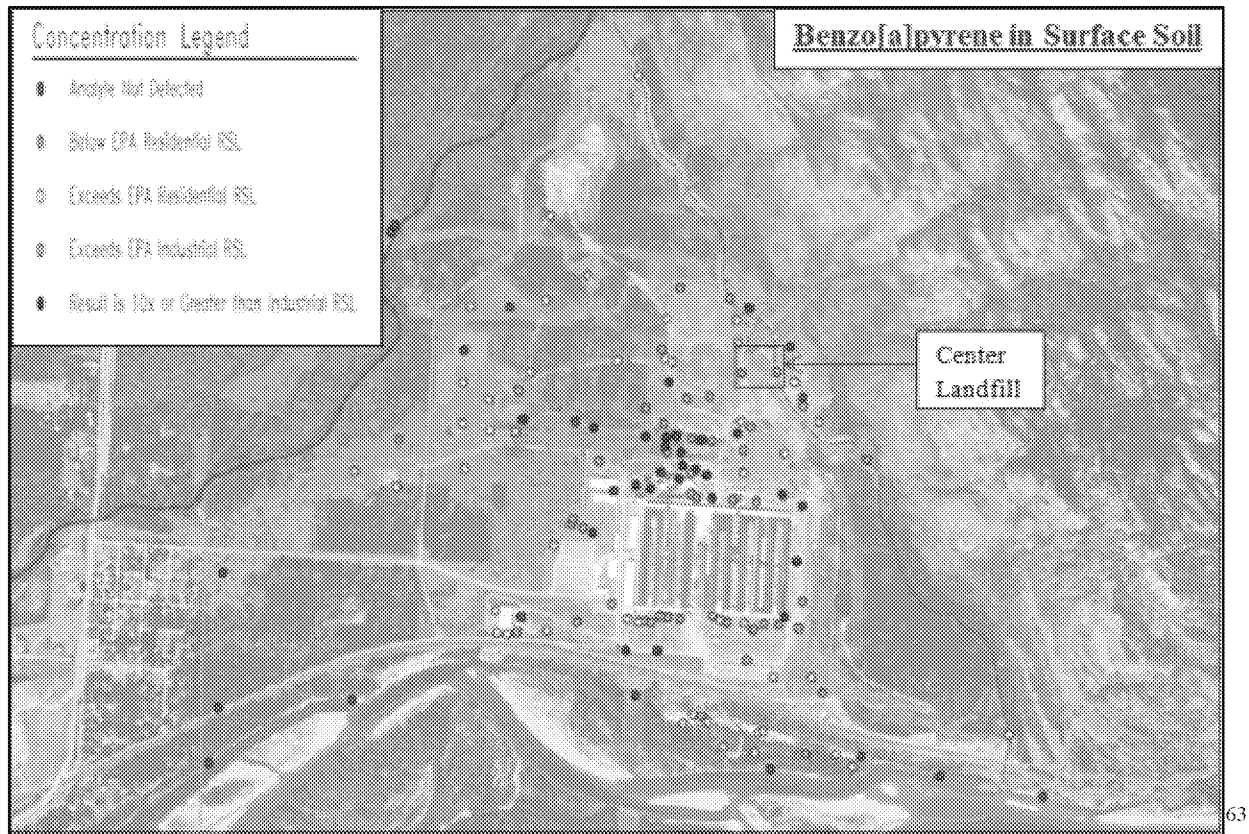 Concentration Legend
Analyte Not Detected
Below EPA Residential RSL
Exceeds EPA Residential RSL
Exceeds EPA Industrial RSL
Result is 10x or Greater than Industrial RSL
Benzo[a]pyrene in Surface Soil
Center
Landfill
63